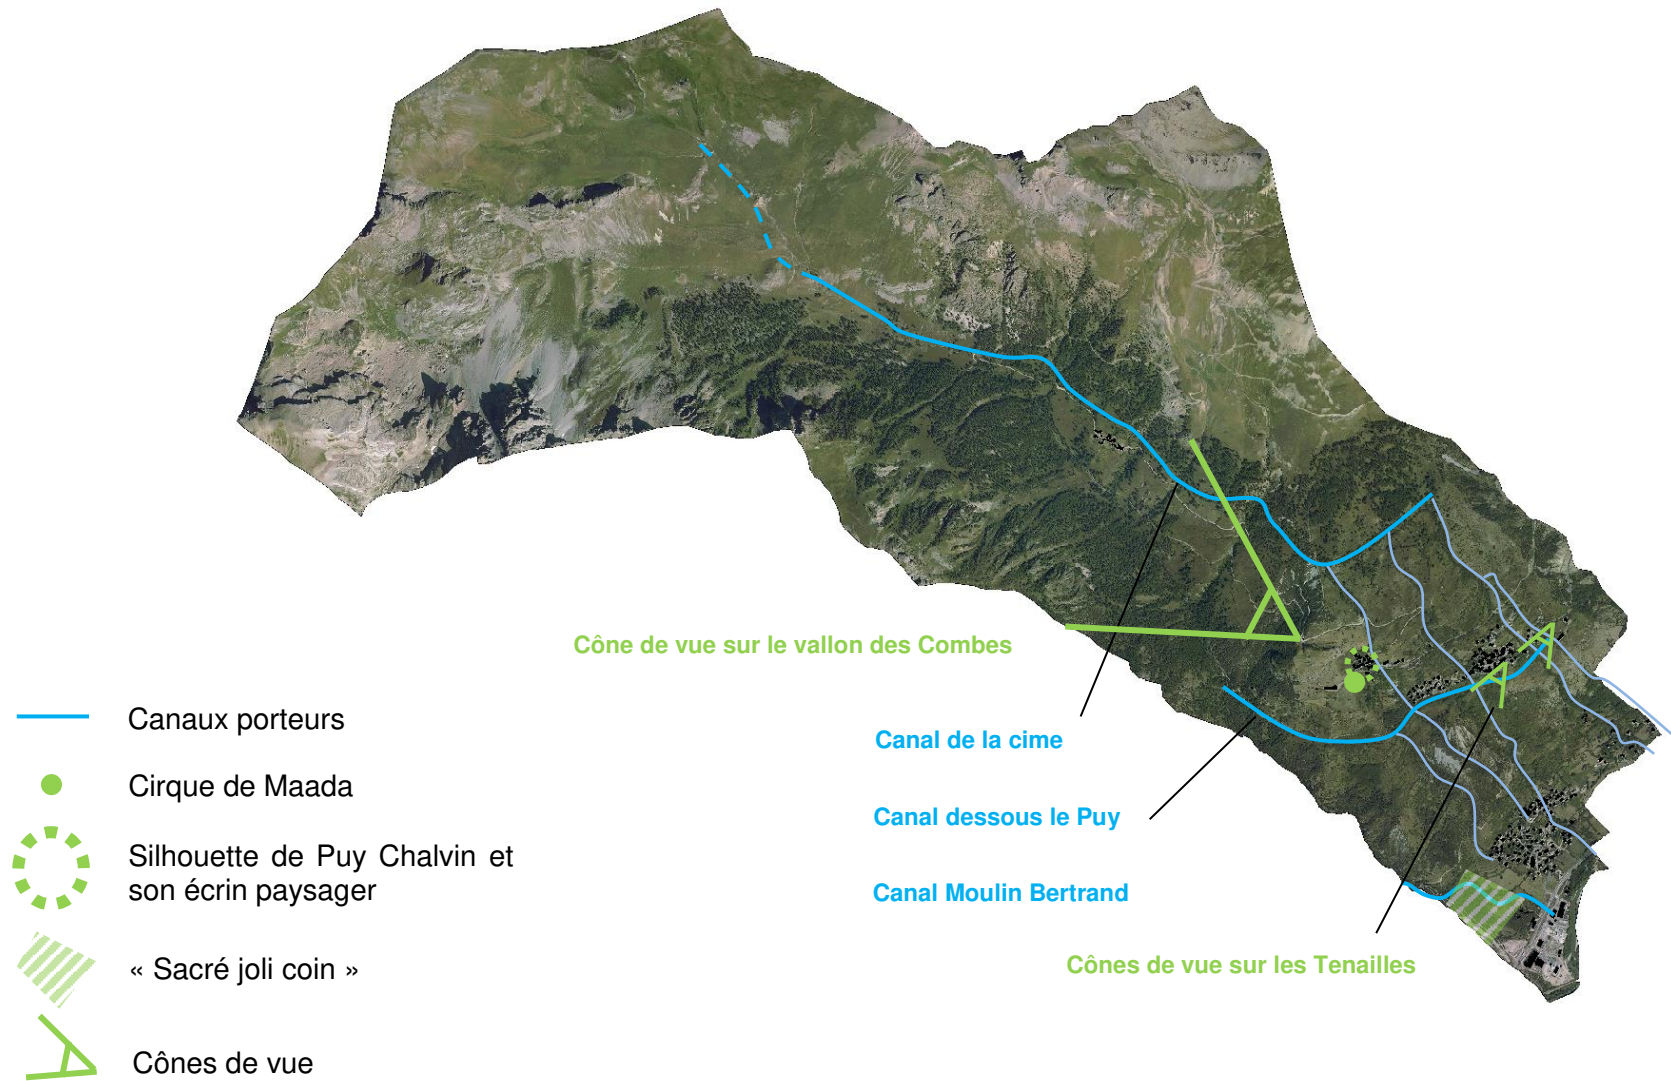 Cône de vue sur le vallon des Combes
Canaux porteurs
Cirque de Maada
Silhouette de Puy Chalvin et
son écrin paysager
« Sacré joli coin »
Cônes de vue
Canal de la cime
Canal dessous le Puy
Canal Moulin Bertrand
Cônes de vue sur les Tenailles